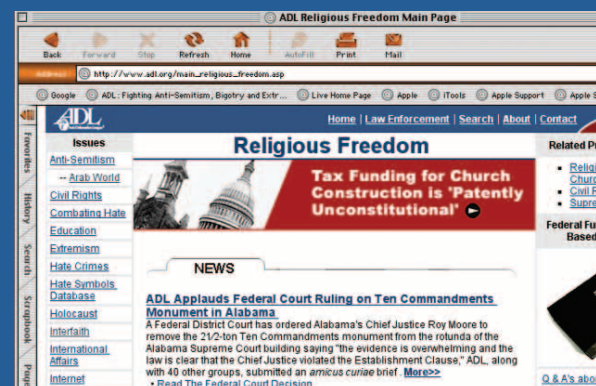 ADL Religious Freedom Main Page
Back Forward Stop Refresh Home AutoFill Print Mail
Address http://www.adl.org/main_religious_freedom.asp
Google ADL: Fighting Anti-Semitism, Bigotry and Extr... Live Home Page Apple iTools Apple Support Apple S
Favorites
History
Search
Scrapbook
Page
ADL
Home | Law Enforcement | Search | About | Contact
Issues
Anti-Semitism
-- Arab World
Civil Rights
Combating Hate
Education
Extremism
Hate Crimes
Hate Symbols
Database
Holocaust
Interfaith
International
Affairs
Internet
Religious Freedom
Tax Funding for Church
Construction is 'Patently
Unconstitutional'
NEWS
ADL Applauds Federal Court Ruling on Ten Commandments
Monument in Alabama
A Federal District Court has ordered Alabama's Chief Justice Roy Moore to
remove the 21/2-ton Ten Commandments monument from the rotunda of the
Alabama Supreme Court building saying "the evidence is overwhelming and the
law is clear that the Chief Justice violated the Establishment Clause," ADL, along
with 40 other groups, submitted an amicus curiae brief. More>>
• Read The Federal Court Decision
Related P
• Religi
Churc
• Civil R
• Supre
Federal Fu
Based
Q & A's abo